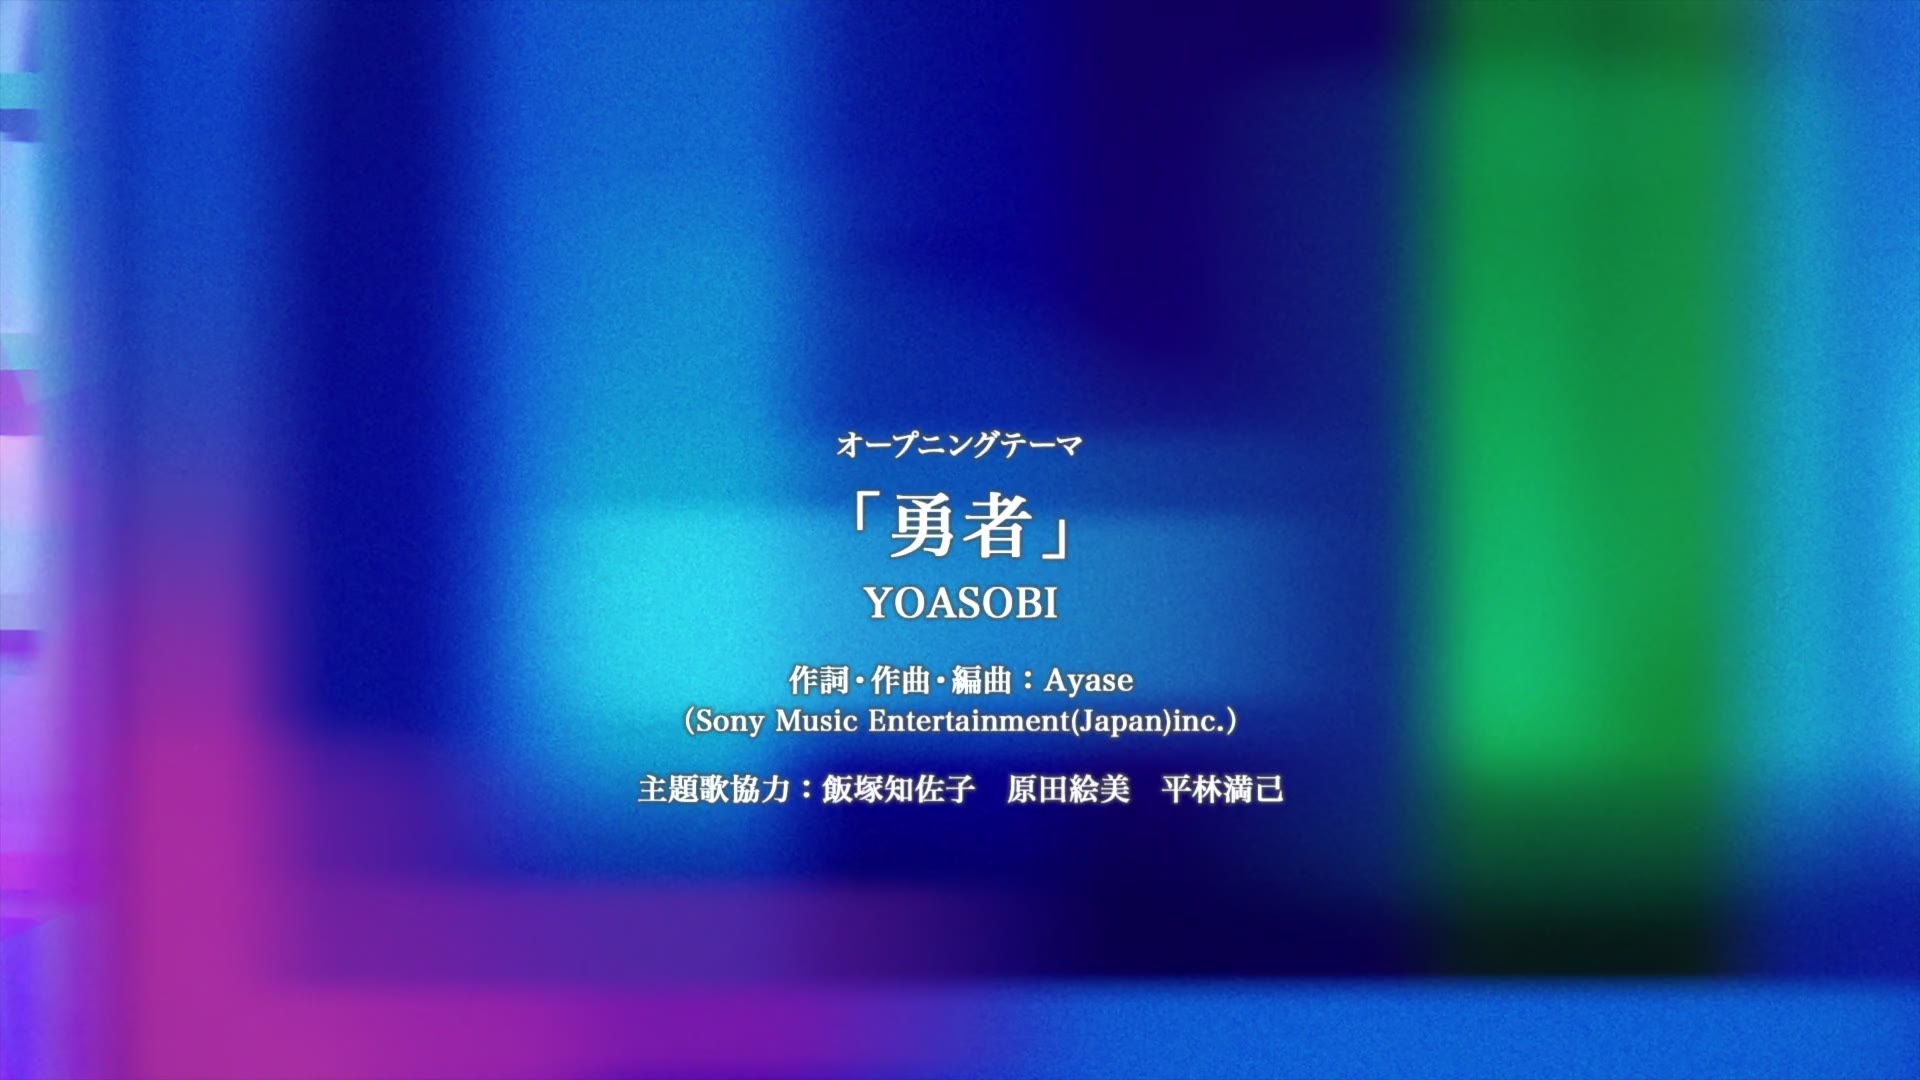 オープニングテーマ
「勇者」
YOASOBI
作詞・作曲・編曲：Ayase
（Sony Music Entertainment(Japan)inc.）
主題歌協力：飯塚知佐子　原田絵美　平林満己